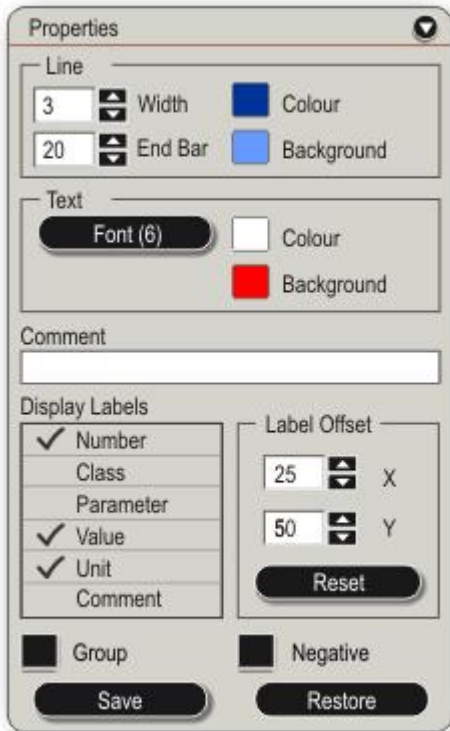 Properties
Line
3 Width Colour
20 End Bar Background
Text
Font (6) Colour
Background
Comment
Display Labels
Number
Class
Parameter
Value
Unit
Comment
Label Offset
25 X
50 Y
Reset
Group Negative
Save Restore